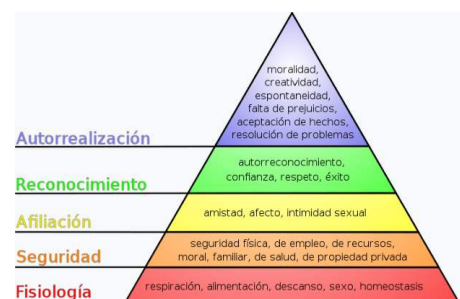 moralidad,
creatividad,
espontaneidad,
falta de prejuicios,
aceptación de hechos,
resolución de problemas
Autorrealización
autorreconocimiento,
confianza, respeto, éxito
Reconocimiento
amistad, afecto, intimidad sexual
Afiliación
seguridad física, de empleo, de recursos,
moral, familiar, de salud, de propiedad privada
Seguridad
respiración, alimentación, descanso, sexo, homeostasis
Fisiología